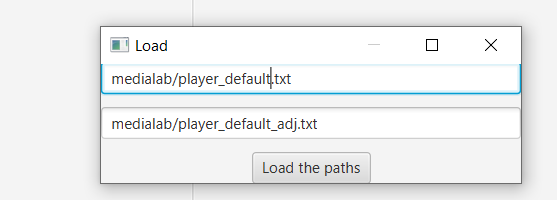 Load
medialab/player_default.txt
medialab/player_default_adj.txt
Load the paths